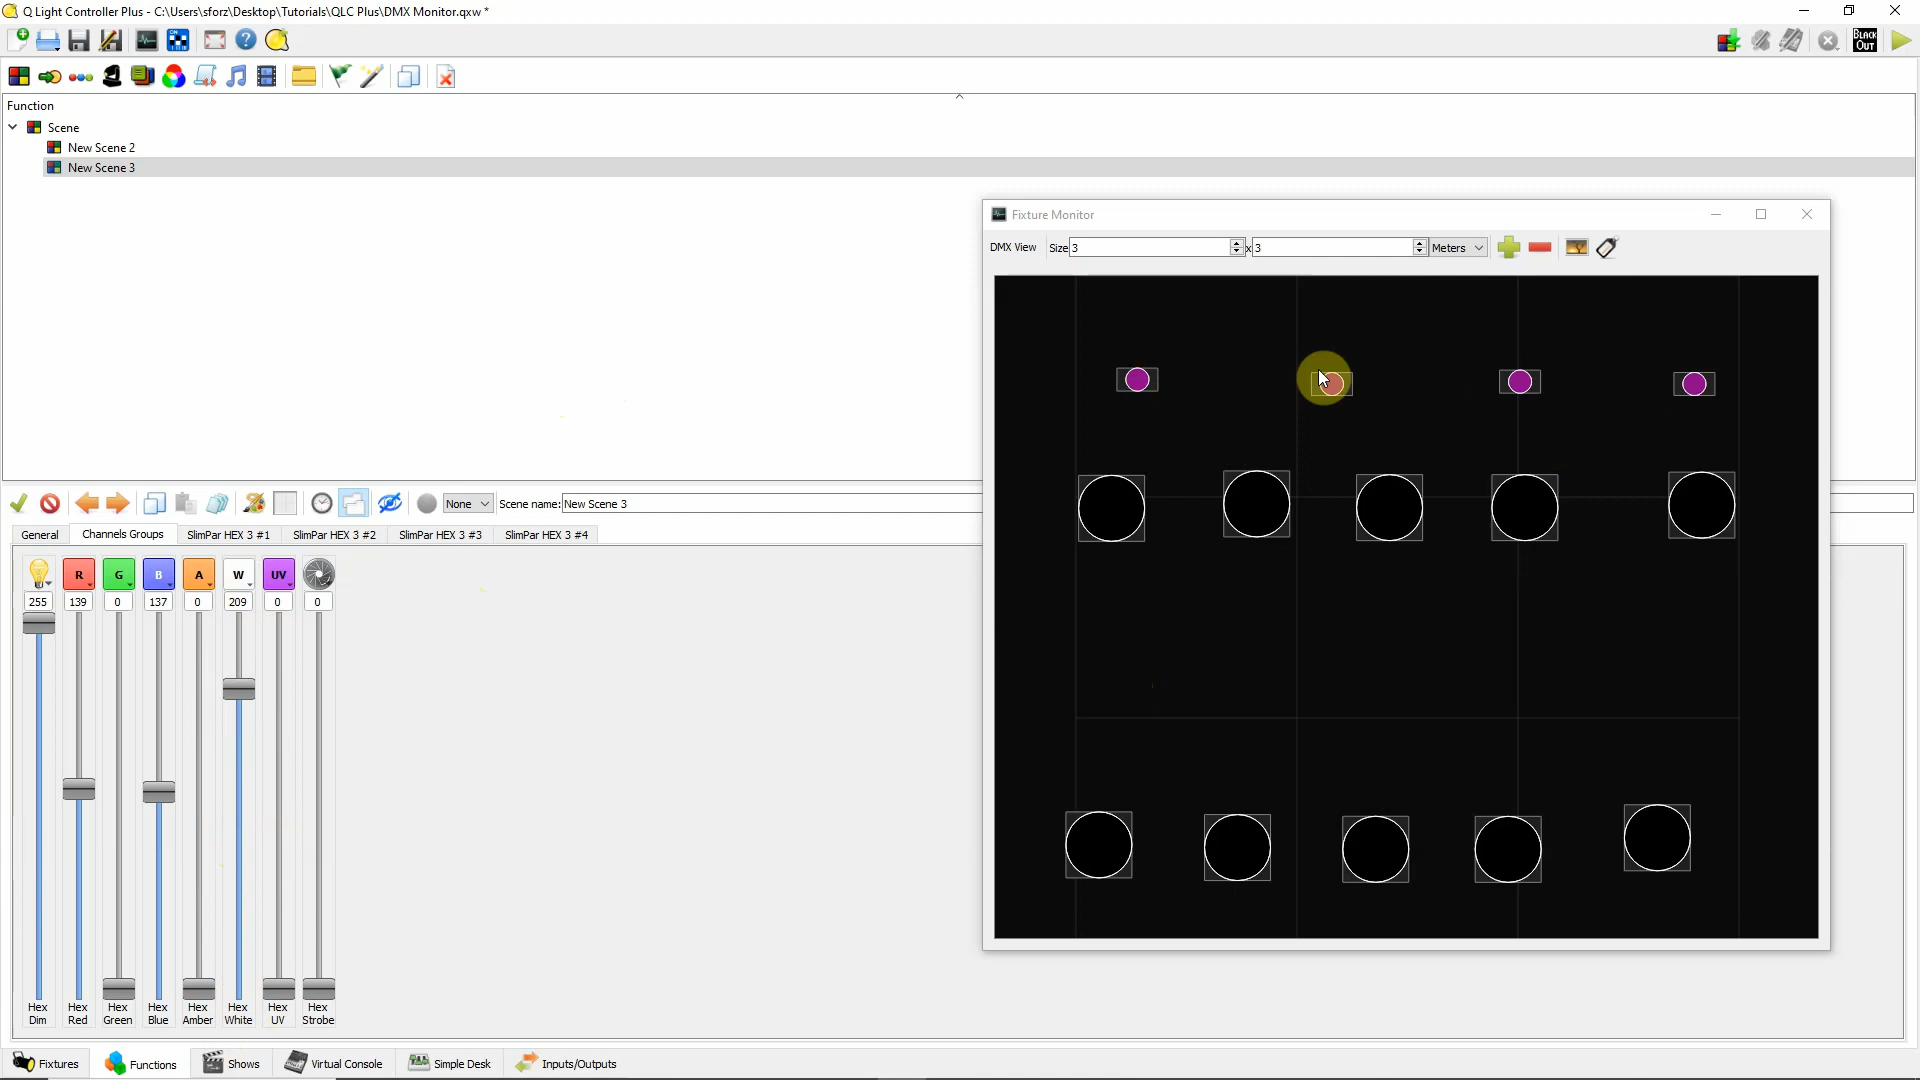 Q Light Controller Plus - C:\Users\sforz\Desktop\Tutorials\QLC Plus\DMX Monitor.qxw *
ON
BLACK OUT
Function
Scene
New Scene 2
New Scene 3
Fixture Monitor
DMX View Size 3 x 3 Meters
None Scene name: New Scene 3
General Channels Groups SlimPar HEX 3 #1 SlimPar HEX 3 #2 SlimPar HEX 3 #3 SlimPar HEX 3 #4
R G B A W UV
255 139 0 137 0 209 0 0
Hex Hex Hex Hex Hex Hex Hex Hex
Dim Red Green Blue Amber White UV Strobe
Fixtures Functions Shows Virtual Console Simple Desk Inputs/Outputs